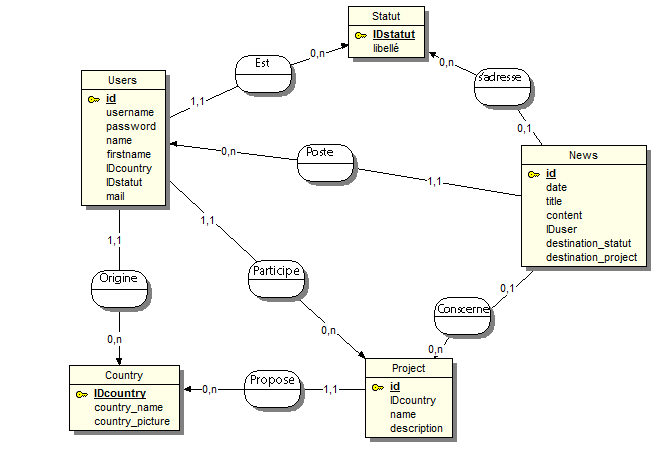 Statut
IDstatut
libellé
Est
0,n
1,1
s'adresse
0,n
0,1
Users
id
username
password
name
firstname
IDcountry
IDstatut
mail
Poste
0,n
1,1
News
id
date
title
content
IDuser
destination_statut
destination_project
1,1
Origine
0,n
1,1
Participe
0,n
0,1
Conscerne
0,n
Country
IDcountry
country_name
country_picture
0,n
Propose
1,1
Project
id
IDcountry
name
description